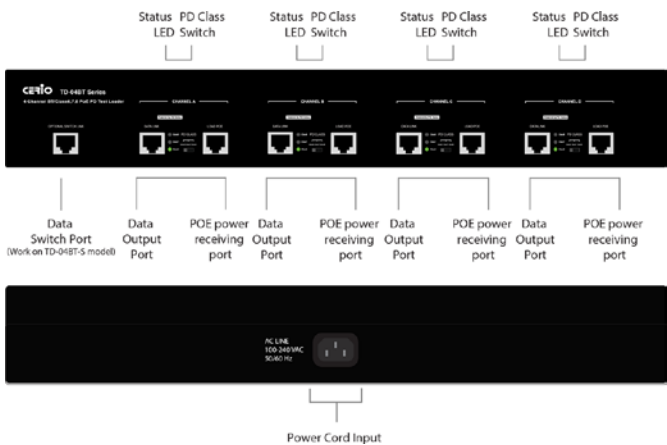 Status PD Class
LED Switch
Status PD Class
LED Switch
Status PD Class
LED Switch
Status PD Class
LED Switch
CERIO
TD-04BT Series
CHANNEL A
CHANNEL B
CHANNEL C
CHANNEL D
Data
Switch Port
(Work on TD-04BT-S model)
Data
Output
Port
POE power
receiving
port
Data
Output
Port
POE power
receiving
port
Data
Output
Port
POE power
receiving
port
Data
Output
Port
POE power
receiving
port
AC LINE
100-240VAC
50/60 Hz
Power Cord Input